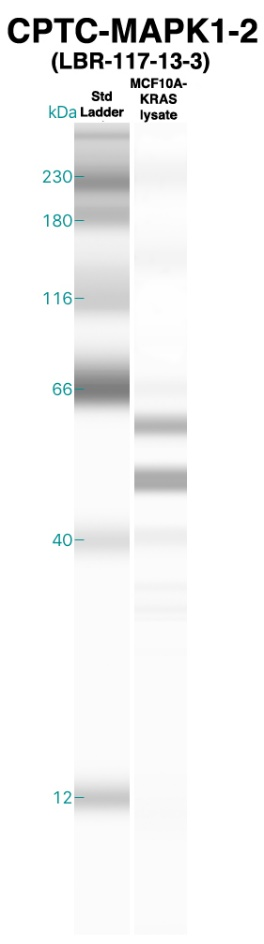 CPTC-MAPK1-2
(LBR-117-13-3)
kDa
Std
Ladder
MCF10A-
KRAS
lysate
230
180
116
66
40
12